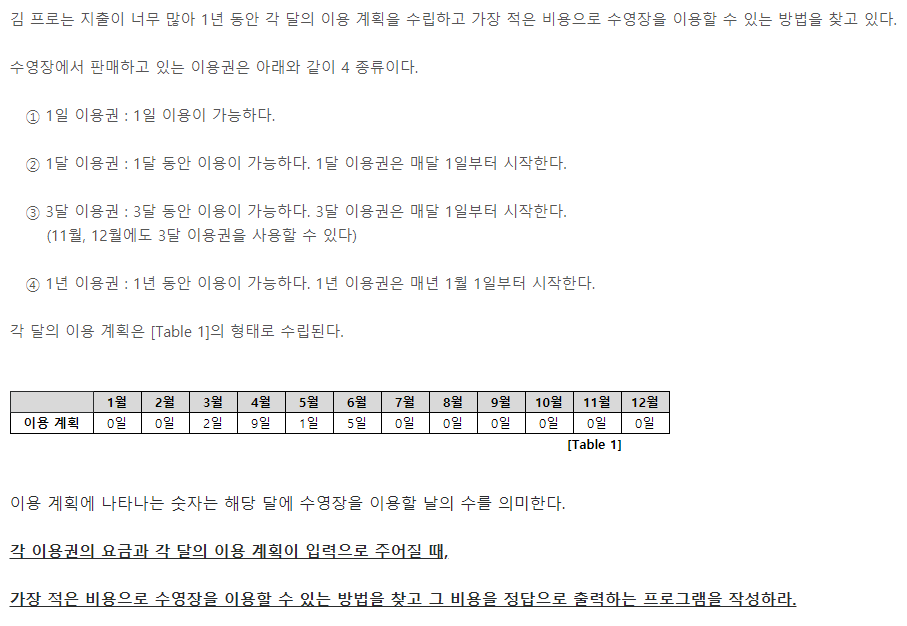 김 프로는 지출이 너무 많아 1년 동안 각 달의 이용 계획을 수립하고 가장 적은 비용으로 수영장을 이용할 수 있는 방법을 찾고 있다.
수영장에서 판매하고 있는 이용권은 아래와 같이 4 종류이다.
① 1일 이용권 : 1일 이용이 가능하다.
② 1달 이용권 : 1달 동안 이용이 가능하다. 1달 이용권은 매달 1일부터 시작한다.
③ 3달 이용권 : 3달 동안 이용이 가능하다. 3달 이용권은 매달 1일부터 시작한다.
(11월, 12월에도 3달 이용권을 사용할 수 있다)
④ 1년 이용권 : 1년 동안 이용이 가능하다. 1년 이용권은 매년 1월 1일부터 시작한다.
각 달의 이용 계획은 [Table 1]의 형태로 수립된다.
1월 2월 3월 4월 5월 6월 7월 8월 9월 10월 11월 12월
이용 계획 0일 0일 2일 9일 1일 5일 0일 0일 0일 0일 0일 0일
[Table 1]
이용 계획에 나타나는 숫자는 해당 달에 수영장을 이용할 날의 수를 의미한다.
각 이용권의 요금과 각 달의 이용 계획이 입력으로 주어질 때,
가장 적은 비용으로 수영장을 이용할 수 있는 방법을 찾고 그 비용을 정답으로 출력하는 프로그램을 작성하라.